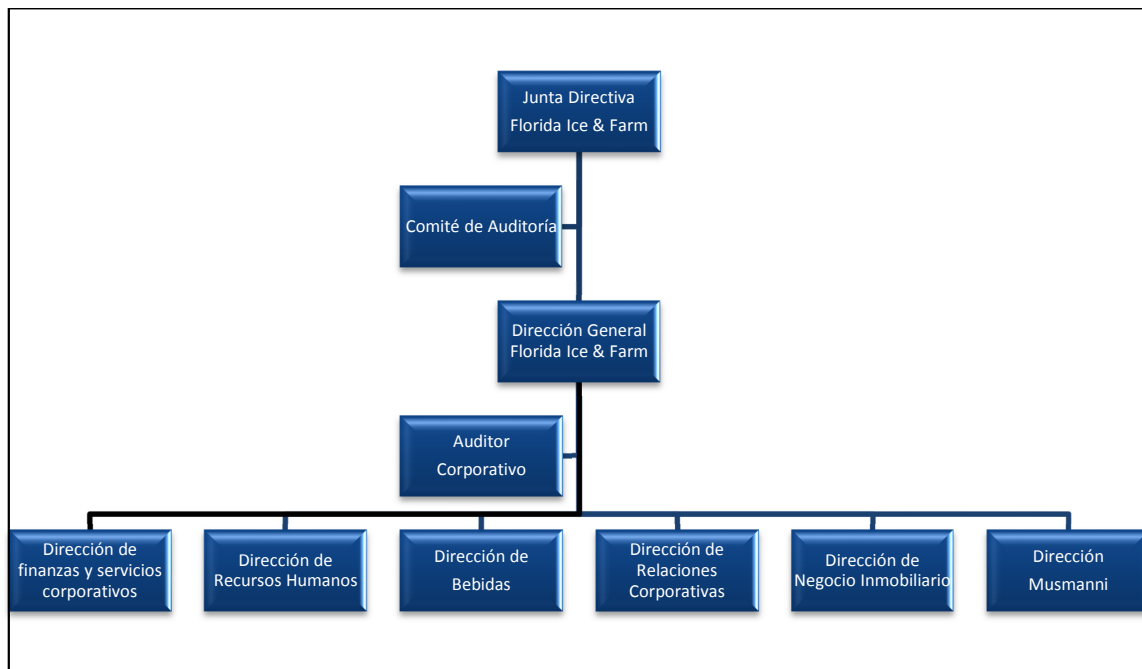 Junta Directiva
Florida Ice & Farm
Comité de Auditoría
Dirección General
Florida Ice & Farm
Auditor
Corporativo
Dirección de
finanzas y servicios
corporativos
Dirección de
Recursos Humanos
Dirección de
Bebidas
Dirección de
Relaciones
Corporativas
Dirección de
Negocio Inmobiliario
Dirección
Musmanni